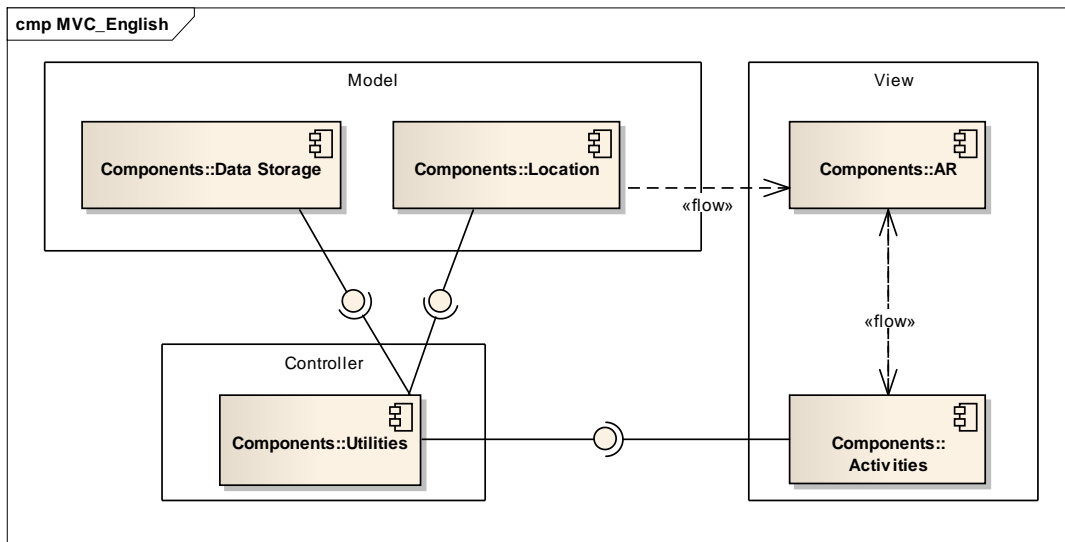 cmp MVC_English
Model
View
Components::Data Storage
Components::Location
Components::AR
«flow»
«flow»
Controller
Components::Utilities
Components::
Activities